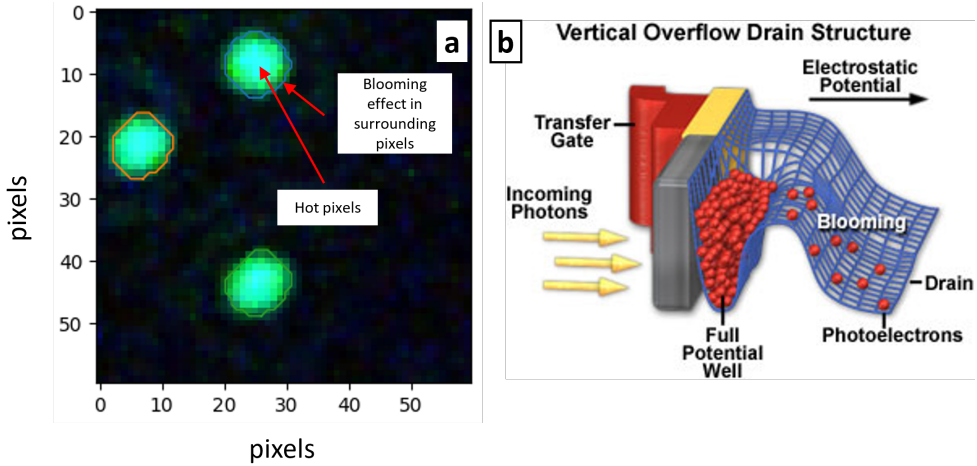 0
10
20
30
40
50
pixels
0
10
20
30
40
50
pixels
a
Blooming
effect in
surrounding
pixels
Hot pixels
b
Vertical Overflow Drain Structure
Electrostatic
Potential
Transfer
Gate
Incoming
Photons
Blooming
Drain
Photoelectrons
Full
Potential
Well